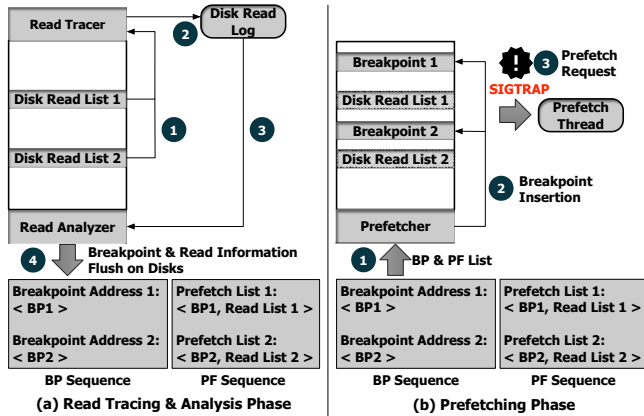 Read Tracer
2
Disk Read
Log
Disk Read List 1
1
3
Disk Read List 2
Read Analyzer
4
Breakpoint & Read Information
Flush on Disks
Breakpoint Address 1:
< BP1 >
Breakpoint Address 2:
< BP2 >
Prefetch List 1:
< BP1, Read List 1 >
Prefetch List 2:
< BP2, Read List 2 >
BP Sequence
PF Sequence
(a) Read Tracing & Analysis Phase
Breakpoint 1
Disk Read List 1
Breakpoint 2
Disk Read List 2
Prefetcher
!
3
Prefetch
Request
SIGTRAP
Prefetch
Thread
2
Breakpoint
Insertion
1
BP & PF List
Breakpoint Address 1:
< BP1 >
Breakpoint Address 2:
< BP2 >
Prefetch List 1:
< BP1, Read List 1 >
Prefetch List 2:
< BP2, Read List 2 >
BP Sequence
PF Sequence
(b) Prefetching Phase